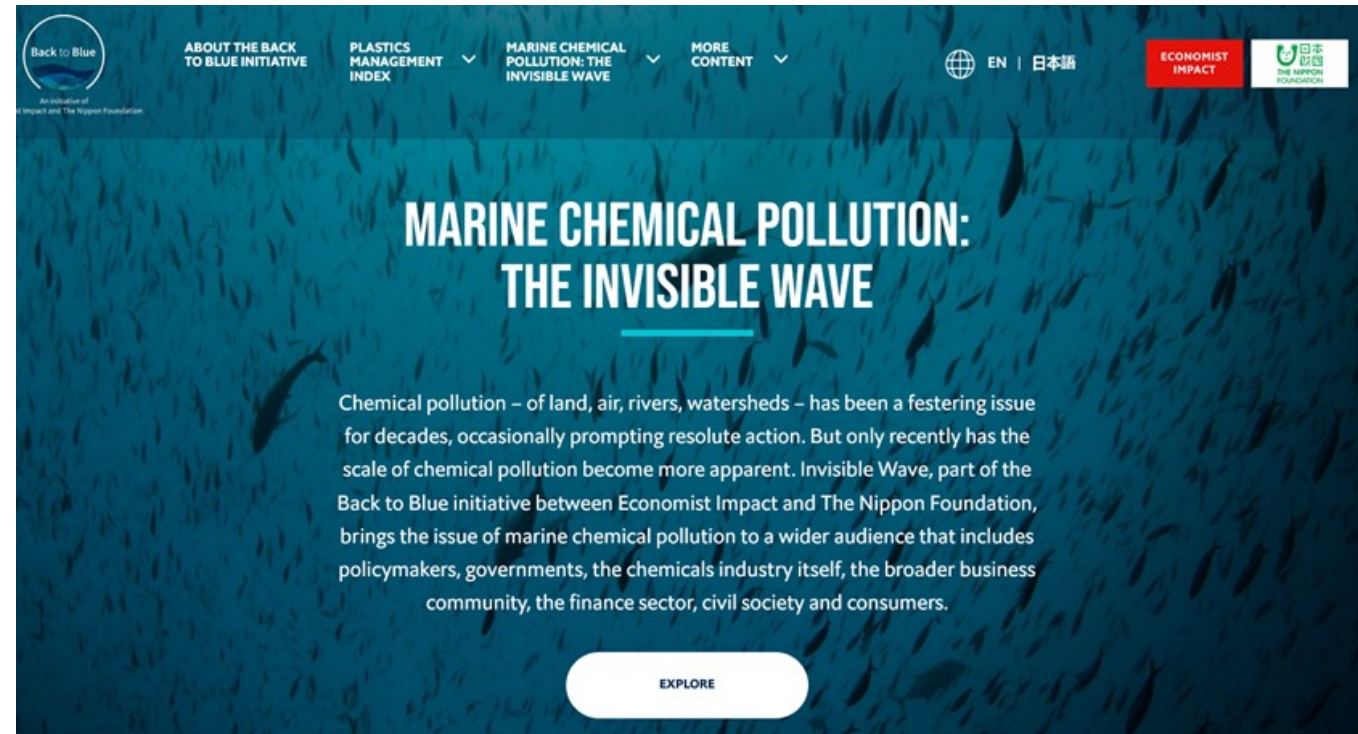 Back to Blue
An initiative of
st Impact and The Nippon Foundation
ABOUT THE BACK
TO BLUE INITIATIVE
PLASTICS
MANAGEMENT
INDEX
MARINE CHEMICAL
POLLUTION: THE
INVISIBLE WAVE
MORE
CONTENT
EN | 日本語
ECONOMIST
IMPACT
日本
財団
THE NIPPON
FOUNDATION
MARINE CHEMICAL POLLUTION:
THE INVISIBLE WAVE
Chemical pollution – of land, air, rivers, watersheds – has been a festering issue
for decades, occasionally prompting resolute action. But only recently has the
scale of chemical pollution become more apparent. Invisible Wave, part of the
Back to Blue initiative between Economist Impact and The Nippon Foundation,
brings the issue of marine chemical pollution to a wider audience that includes
policymakers, governments, the chemicals industry itself, the broader business
community, the finance sector, civil society and consumers.
EXPLORE